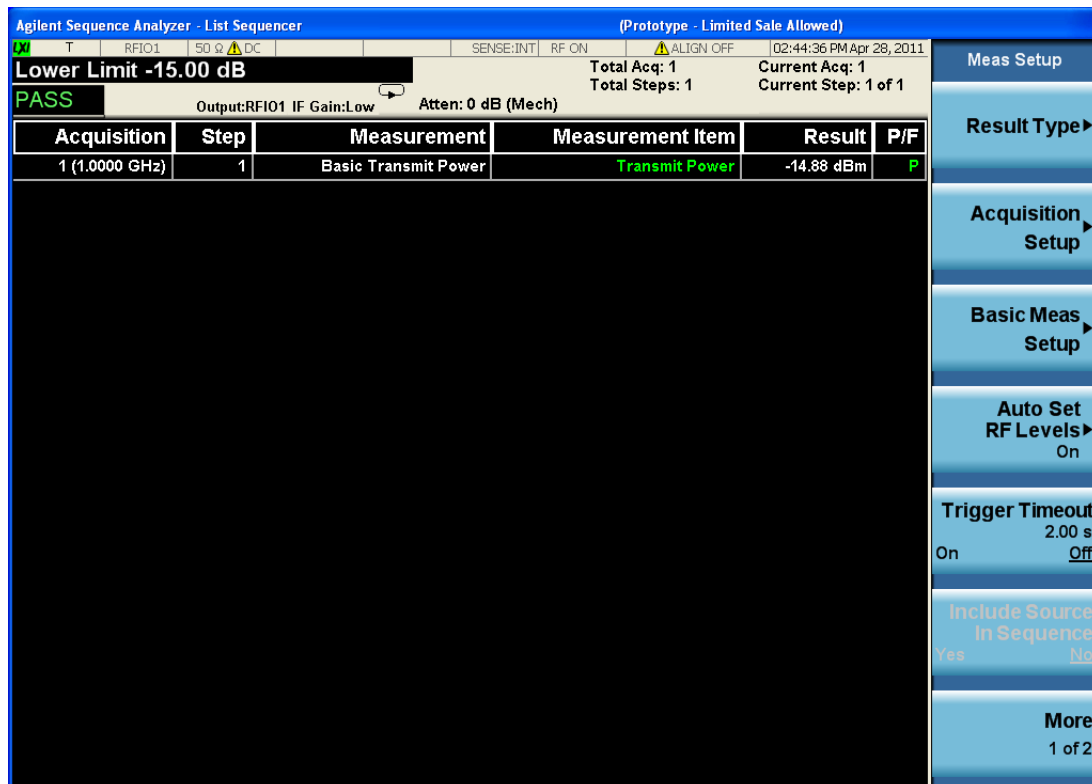 Agilent Sequence Analyzer - List Sequencer (Prototype - Limited Sale Allowed)
LXI T RFIO1 50 Ω DC SENSE:INT RF ON ALIGN OFF 02:44:36 PM Apr 28, 2011
Lower Limit -15.00 dB
Total Acq: 1 Current Acq: 1
Total Steps: 1 Current Step: 1 of 1
PASS
Output:RFIO1 IF Gain:Low Atten: 0 dB (Mech)
Acquisition Step Measurement Measurement Item Result P/F
1 (1.0000 GHz) 1 Basic Transmit Power Transmit Power -14.88 dBm P
Meas Setup
Result Type
Acquisition
Setup
Basic Meas
Setup
Auto Set
RF Levels
On
Trigger Timeout
2.00 s
On Off
Include Source
In Sequence
Yes No
More
1 of 2